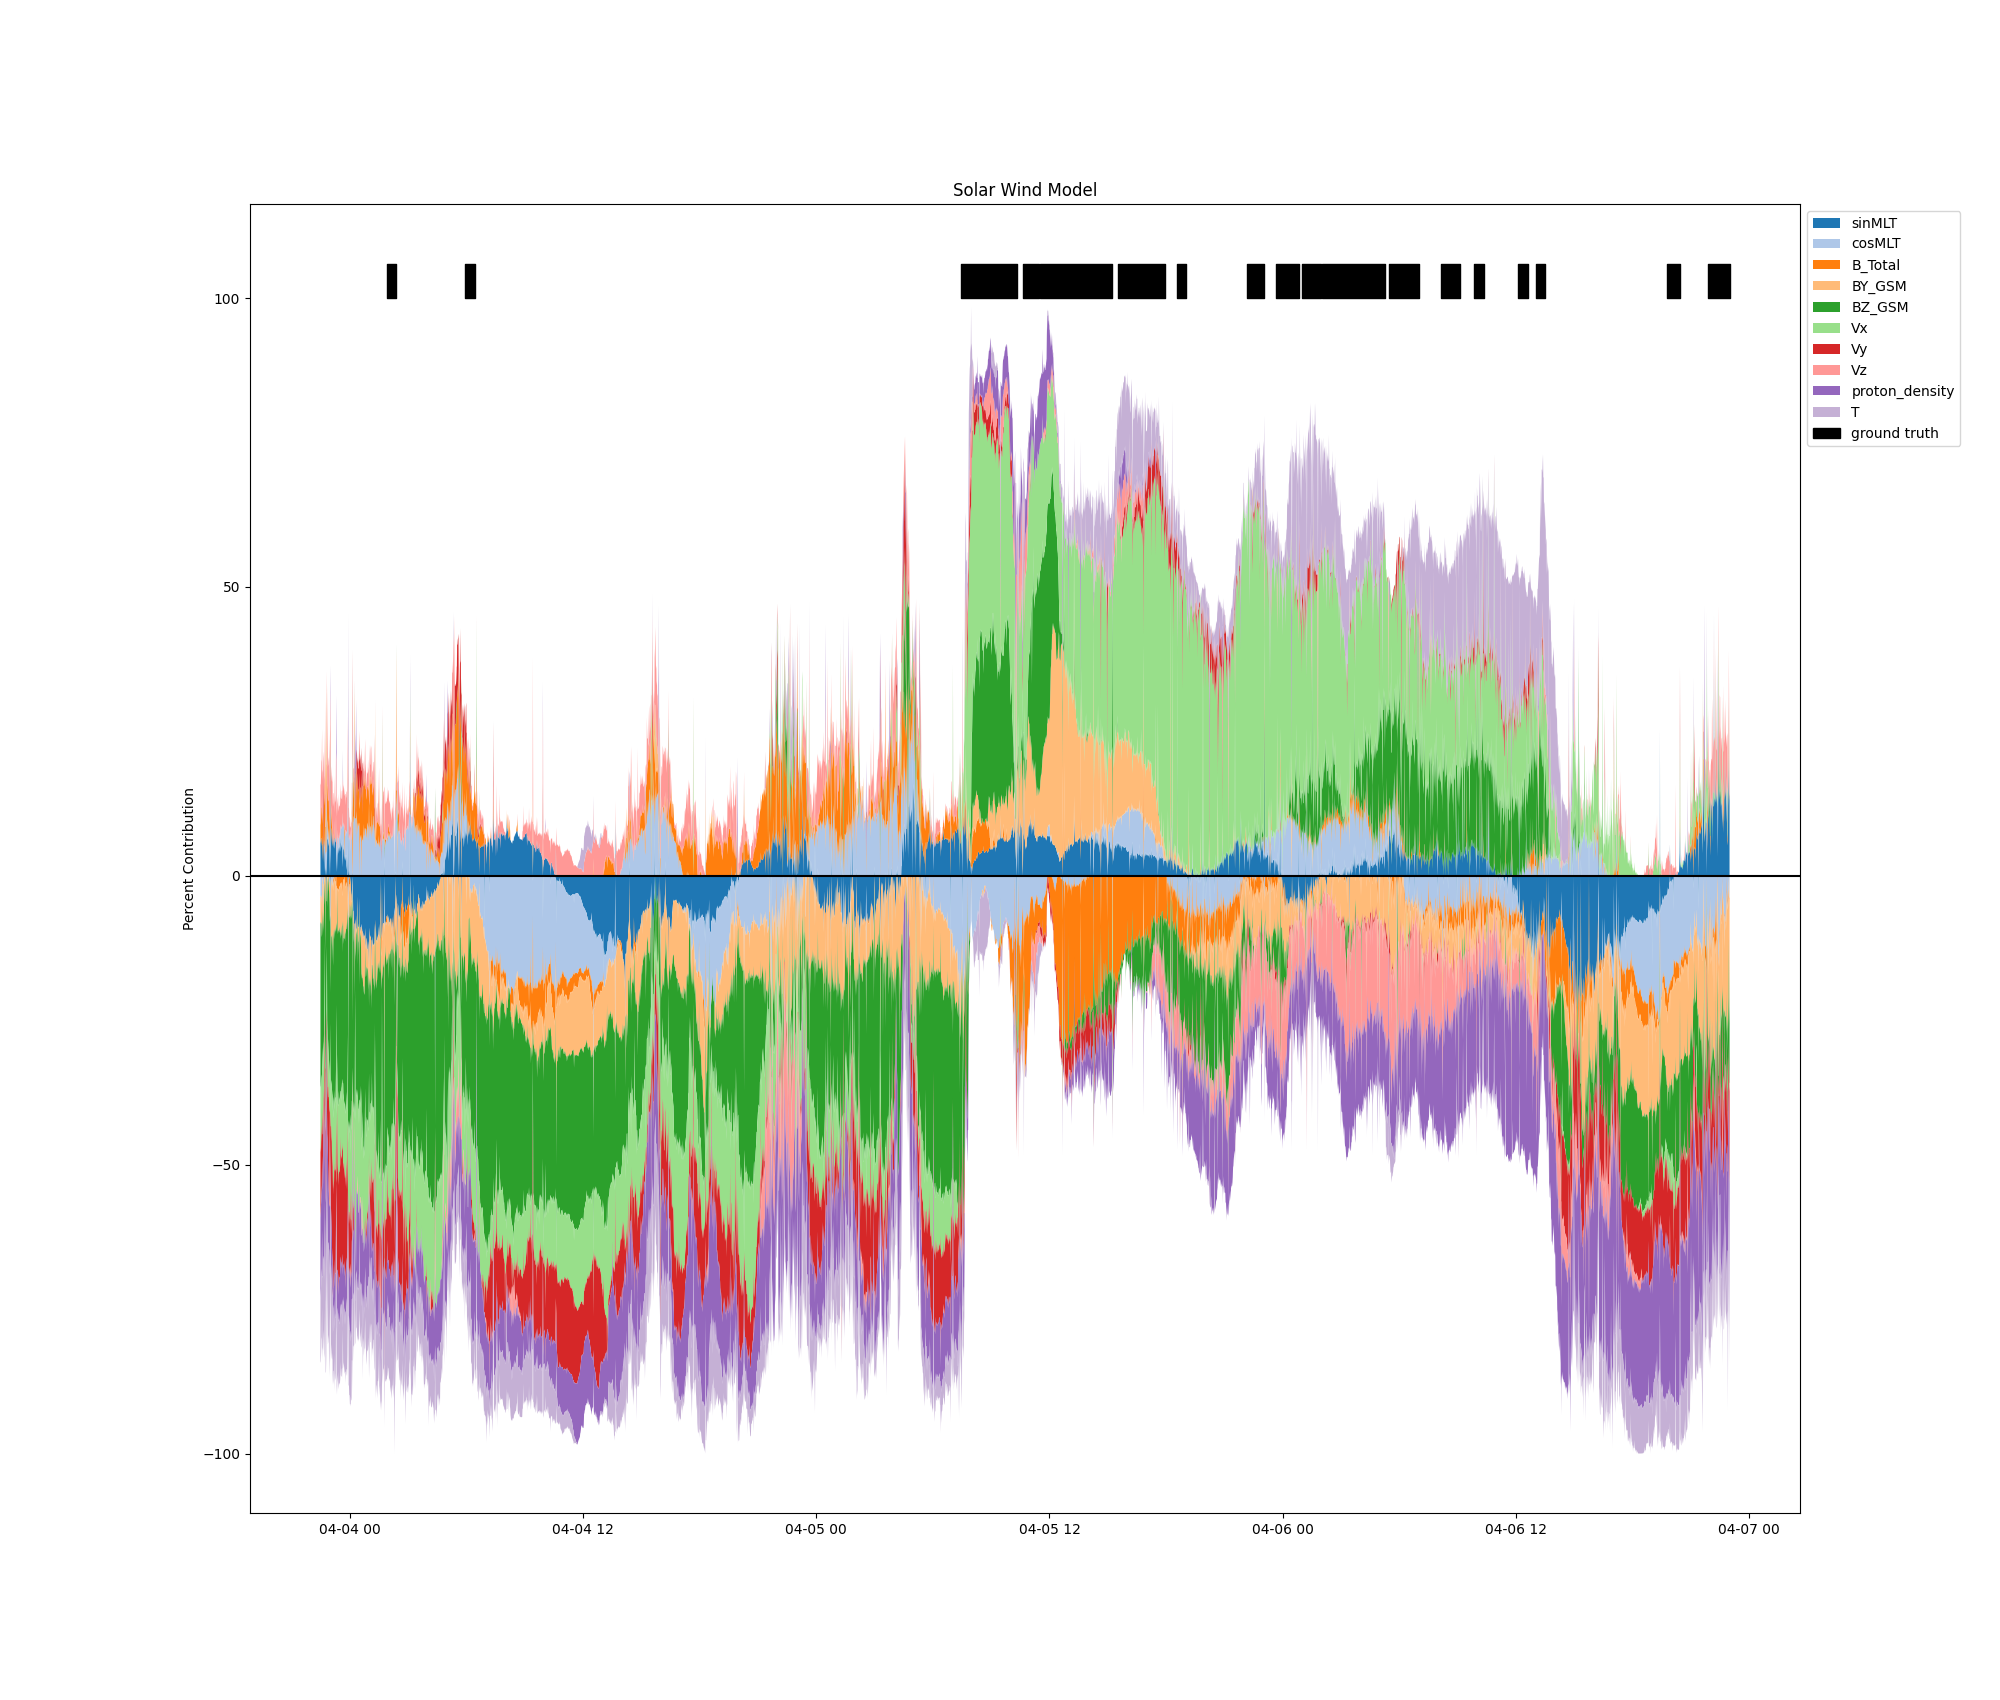 Solar Wind Model
sinMLT
cosMLT
B_Total
BY_GSM
BZ_GSM
Vx
Vy
Vz
proton_density
T
ground truth
Percent Contribution
100
50
0
−50
−100
04-04 00
04-04 12
04-05 00
04-05 12
04-06 00
04-06 12
04-07 00